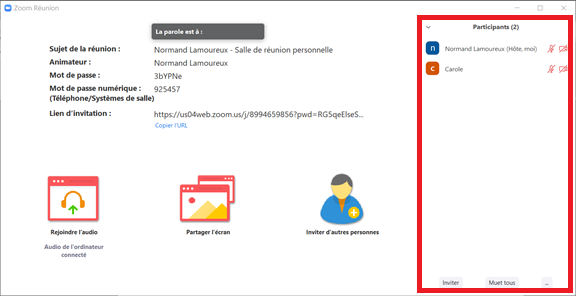 Zoom Réunion
La parole est à :
Participants (2)
Sujet de la réunion : Normand Lamoureux - Salle de réunion personnelle
Animateur : Normand Lamoureux
Mot de passe : 3bYPNe
Mot de passe numérique : 925457
(Téléphone/Systèmes de salle)
Lien d'invitation : https://us04web.zoom.us/j/8994659856?pwd=RG5qeElseS...
Copier l'URL
n Normand Lamoureux (Hôte, moi)
C Carole
Rejoindre l'audio
Audio de l'ordinateur
connecté
Partager l'écran
Inviter d'autres personnes
Inviter Muet tous ...